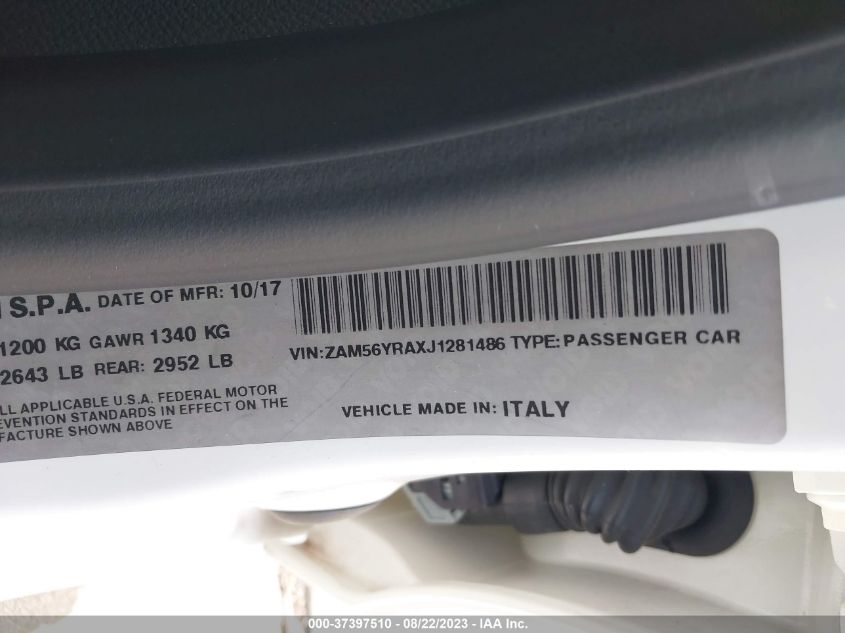 S.P.A. DATE OF MFR: 10/17
1200 KG GAWR 1340 KG
2643 LB REAR: 2952 LB
ALL APPLICABLE U.S.A. FEDERAL MOTOR
EVENTION STANDARDS IN EFFECT ON THE
FACTURE SHOWN ABOVE
VIN:ZAM56YRAXJ1281486 TYPE:PASSENGER CAR
VEHICLE MADE IN: ITALY
000-37397510 - 08/22/2023 - IAA Inc.